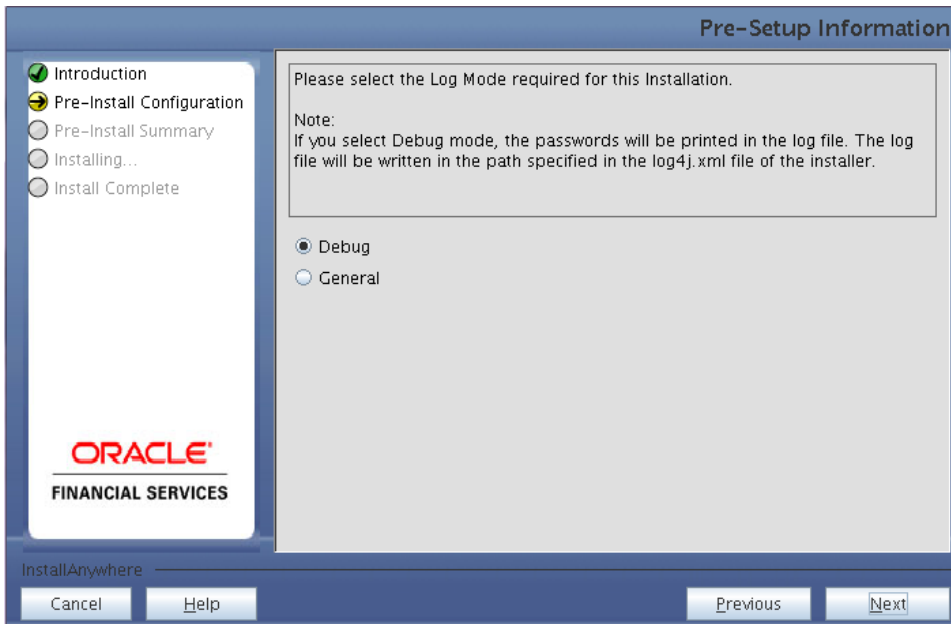 Pre-Setup Information
Introduction
Pre-Install Configuration
Pre-Install Summary
Installing...
Install Complete
Please select the Log Mode required for this Installation.
Note:
If you select Debug mode, the passwords will be printed in the log file. The log
file will be written in the path specified in the log4j.xml file of the installer.
Debug
General
ORACLE
FINANCIAL SERVICES
InstallAnywhere
Cancel
Help
Previous
Next